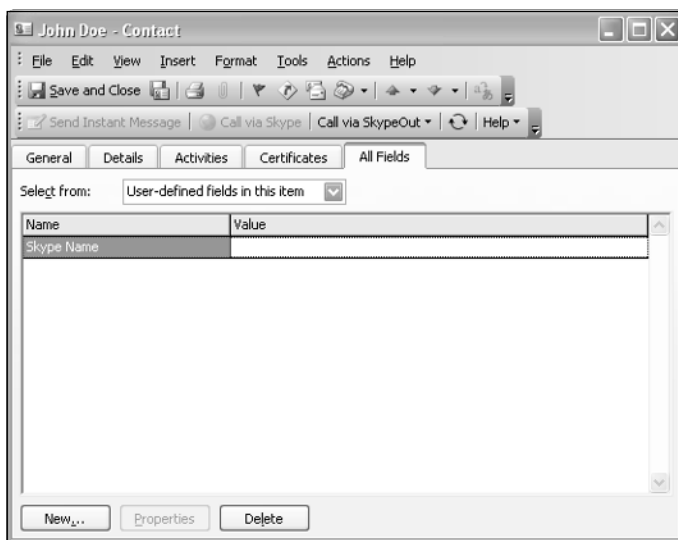 John Doe - Contact
File Edit View Insert Format Tools Actions Help
Save and Close
Send Instant Message Call via Skype Call via SkypeOut Help
General Details Activities Certificates All Fields
Select from: User-defined fields in this item
Name Value
Skype Name
New... Properties Delete